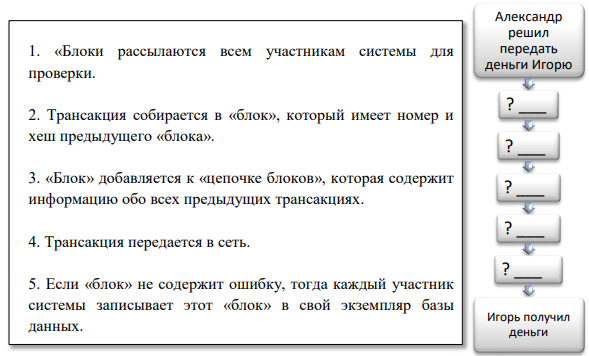 1. «Блоки рассылаются всем участникам системы для
проверки.
2. Трансакция собирается в «блок», который имеет номер и
хеш предыдущего «блока».
3. «Блок» добавляется к «цепочке блоков», которая содержит
информацию обо всех предыдущих трансакциях.
4. Трансакция передается в сеть.
5. Если «блок» не содержит ошибку, тогда каждый участник
системы записывает этот «блок» в свой экземпляр базы
данных.
Александр
решил
передать
деньги Игорю
? ___
? ___
? ___
? ___
? ___
Игорь получил
деньги